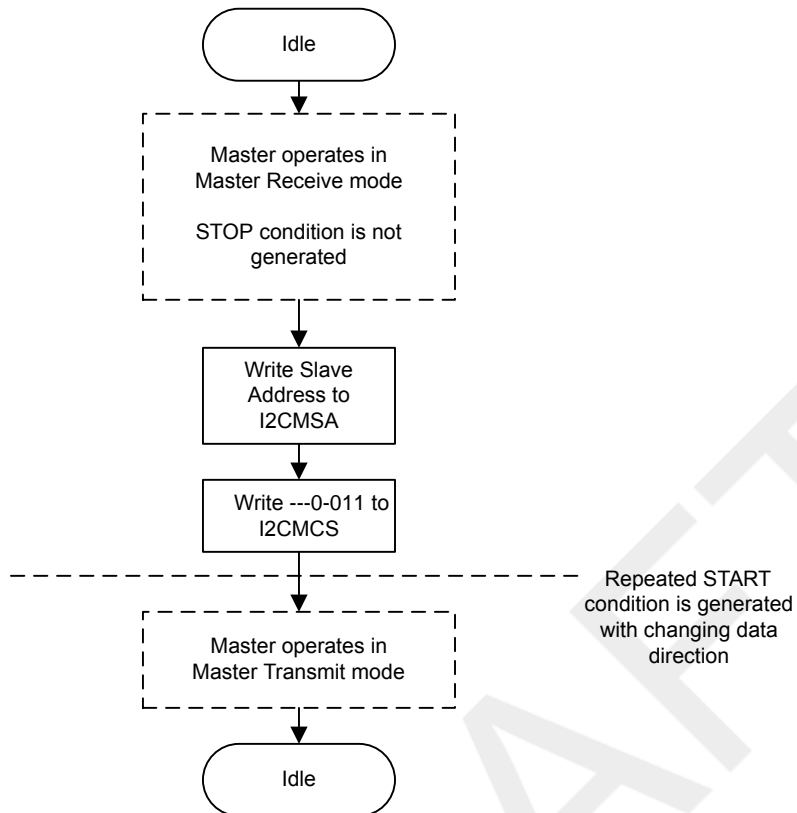 Idle
Master operates in
Master Receive mode
STOP condition is not
generated
Write Slave
Address to
I2CMSA
Write ---0-011 to
I2CMCS
Repeated START
condition is generated
with changing data
direction
Master operates in
Master Transmit mode
Idle